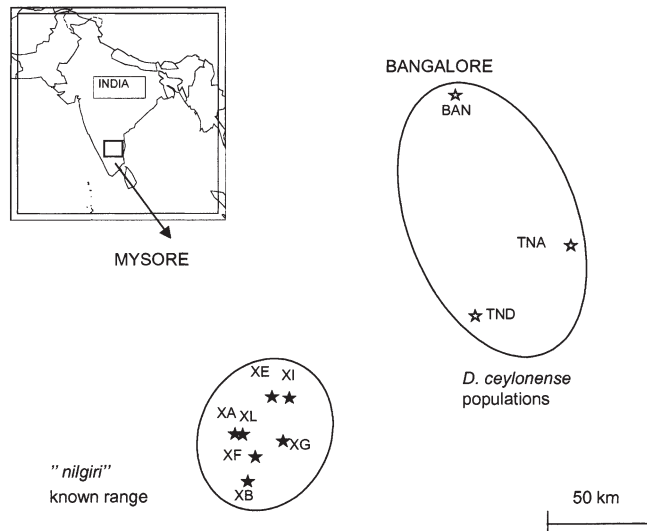 INDIA
BANGALORE
BAN
MYSORE
TNA
TND
D. ceylonense
populations
XE XI
XA XL
XG
XF
XB
" nilgiri"
known range
50 km